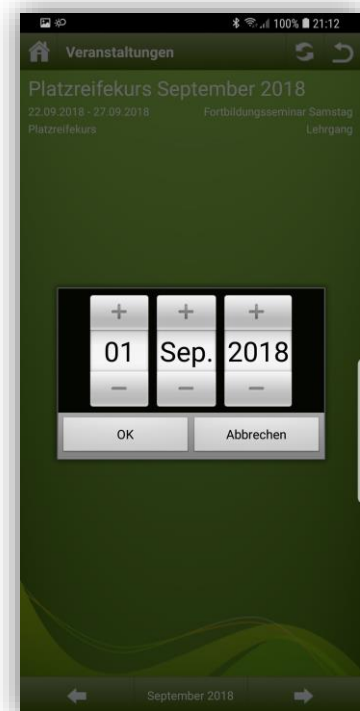 100% 21:12
Veranstaltungen
Platzreifekurs September 2018
22.09.2018 - 27.09.2018 Fortbildungsseminar Samstag
Platzreifekurs Lehrgang
+ + +
01 Sep. 2018
- - -
OK Abbrechen
September 2018